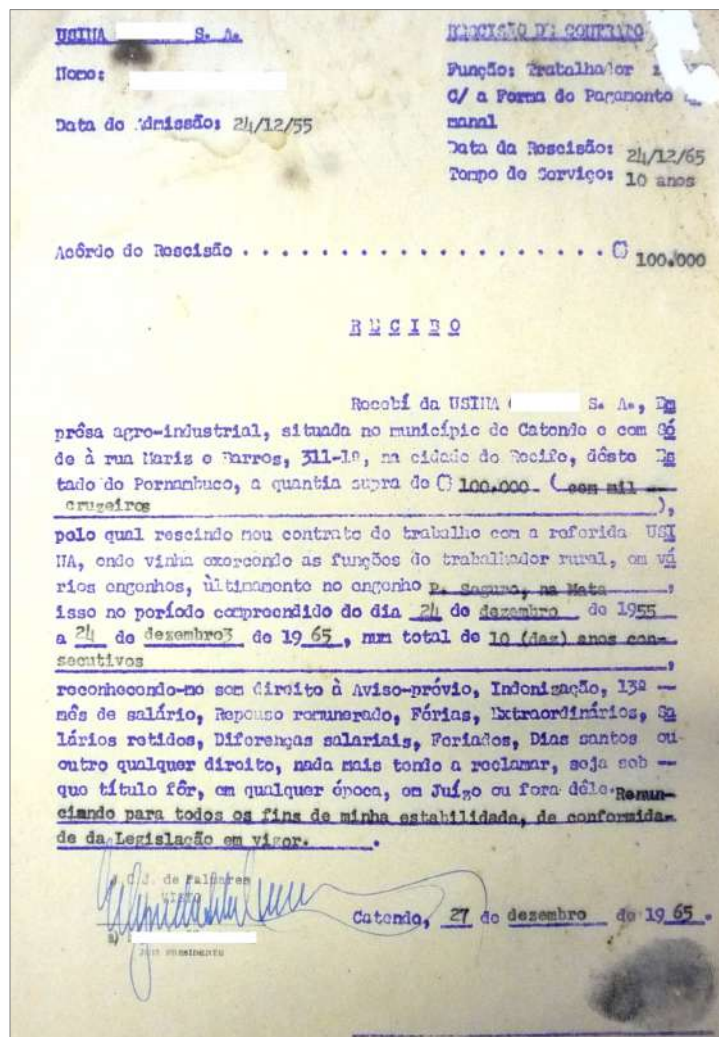 USINA S. A.
RESCISÃO DE CONTRATO
Nome:
Função: Trabalhador
C/ a Forma de Pagamento
manal
Data de Admissão: 24/12/55
Data da Rescisão: 24/12/65
Tempo de Serviço: 10 anos
Acôrdo de Rescisão . . . . . . . . . . . . . . . . . . . . . . 100.000
R E C I B O
Recebí da USINA S. A., Em
prêsa agro-industrial, situada no município de Catende e com Sé
de à rua Mariz e Barros, 311-1º, na cidade do Recife, dêste Es
tado de Pernambuco, a quantia supra de 100.000. (cem mil --
cruzeiros ),
pelo qual rescindo meu contrato de trabalho com a referida USI
NA, onde vinha exercendo as funções de trabalhador rural, em vá
rios engenhos, ùltimamente no engenho P. Seguro, na Mata ,
isso no período compreendido do dia 24 de dezembro de 1955
a 24 de dezembro3 de 19 65, num total de 10 (dez) anos con-
secutivos ,
reconhecendo-me sem direito à Aviso-prévio, Indenização, 13º —
mês de salário, Repouso remunerado, Férias, Extraordinários, Sa
lários retidos, Diferenças salariais, Feriados, Dias santos ou
outro qualquer direito, nada mais tendo a reclamar, seja sob —
que título fôr, em qualquer época, em Juízo ou fora dêle.Renun-
ciando para todos os fins de minha estabilidade, de conformida-
de da Legislação em vigor. .
J.C.J. de Palmares
VISTO
Catende, 27 de dezembro de 19 65.
a)
Juiz Presidente